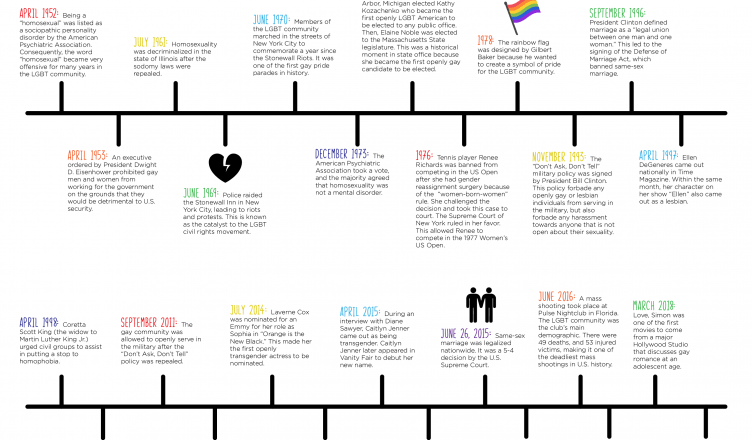 APRIL 1952: Being a
"homosexual" was listed as
a sociopathic personality
disorder by the American
Psychiatric Association.
Consequently, the word
"homosexual" became very
offensive for many years in
the LGBT community.
JULY 1961: Homosexuality
was decriminalized in the
state of Illinois after the
sodomy laws were
repealed.
JUNE 1970: Members of
the LGBT community
marched in the streets of
New York City to
commemorate a year since
the Stonewall Riots. It was
one of the first gay pride
parades in history.
Arbor, Michigan elected Kathy
Kozachenko who became the
first openly LGBT American to
be elected to any public office.
Then, Elaine Noble was elected
to the Massachusetts State
legislature. This was a historical
moment in state office because
she became the first openly gay
candidate to be elected.
1978: The rainbow flag
was designed by Gilbert
Baker because he wanted
to create a symbol of pride
for the LGBT community.
SEPTEMBER 1996:
President Clinton defined
marriage as a "legal union
between one man and one
woman." This led to the
signing of the Defense of
Marriage Act, which
banned same-sex
marriage.
APRIL 1953: An executive
ordered by President Dwight
D. Eisenhower prohibited gay
men and women from
working for the government
on the grounds that they
would be detrimental to U.S.
security.
JUNE 1969: Police raided
the Stonewall Inn in New
York City, leading to riots
and protests. This is known
as the catalyst to the LGBT
civil rights movement.
DECEMBER 1973: The
American Psychiatric
Association took a vote,
and the majority agreed
that homosexuality was
not a mental disorder.
1976: Tennis player Renee
Richards was banned from
competing in the US Open
after she had gender
reassignment surgery because
of the "women-born-women"
rule. She challenged the
decision and took this case to
court. The Supreme Court of
New York ruled in her favor.
This allowed Renee to
compete in the 1977 Women's
US Open.
NOVEMBER 1993: The
"Don't Ask, Don't Tell"
military policy was signed
by President Bill Clinton.
This policy forbade any
openly gay or lesbian
individuals from serving in
the military, but also
forbade any harassment
towards anyone that is not
open about their sexuality.
APRIL 1997: Ellen
DeGeneres came out
nationally in Time
Magazine. Within the same
month, her character on
her show "Ellen" also came
out as a lesbian.
APRIL 1998: Coretta
Scott King (the widow to
Martin Luther King Jr.)
urged civil groups to assist
in putting a stop to
homophobia.
SEPTEMBER 2011: The
gay community was
allowed to openly serve in
the military after the
"Don't Ask, Don't Tell"
policy was repealed.
JULY 2014: Laverne Cox
was nominated for an
Emmy for her role as
Sophia in "Orange is the
New Black." This made her
the first openly
transgender actress to be
nominated.
APRIL 2015: During an
interview with Diane
Sawyer, Caitlyn Jenner
came out as being
transgender. Caitlyn
Jenner later appeared in
Vanity Fair to debut her
new name.
JUNE 26, 2015: Same-sex
marriage was legalized
nationwide. It was a 5-4
decision by the U.S.
Supreme Court.
JUNE 2016: A mass
shooting took place at
Pulse Nightclub in Florida.
The LGBT community was
the club's main
demographic. There were
49 deaths, and 53 injured
victims, making it one of
the deadliest mass
shootings in U.S. history.
MARCH 2018:
Love, Simon was
one of the first
movies to come
from a major
Hollywood Studio
that discusses gay
romance at an
adolescent age.